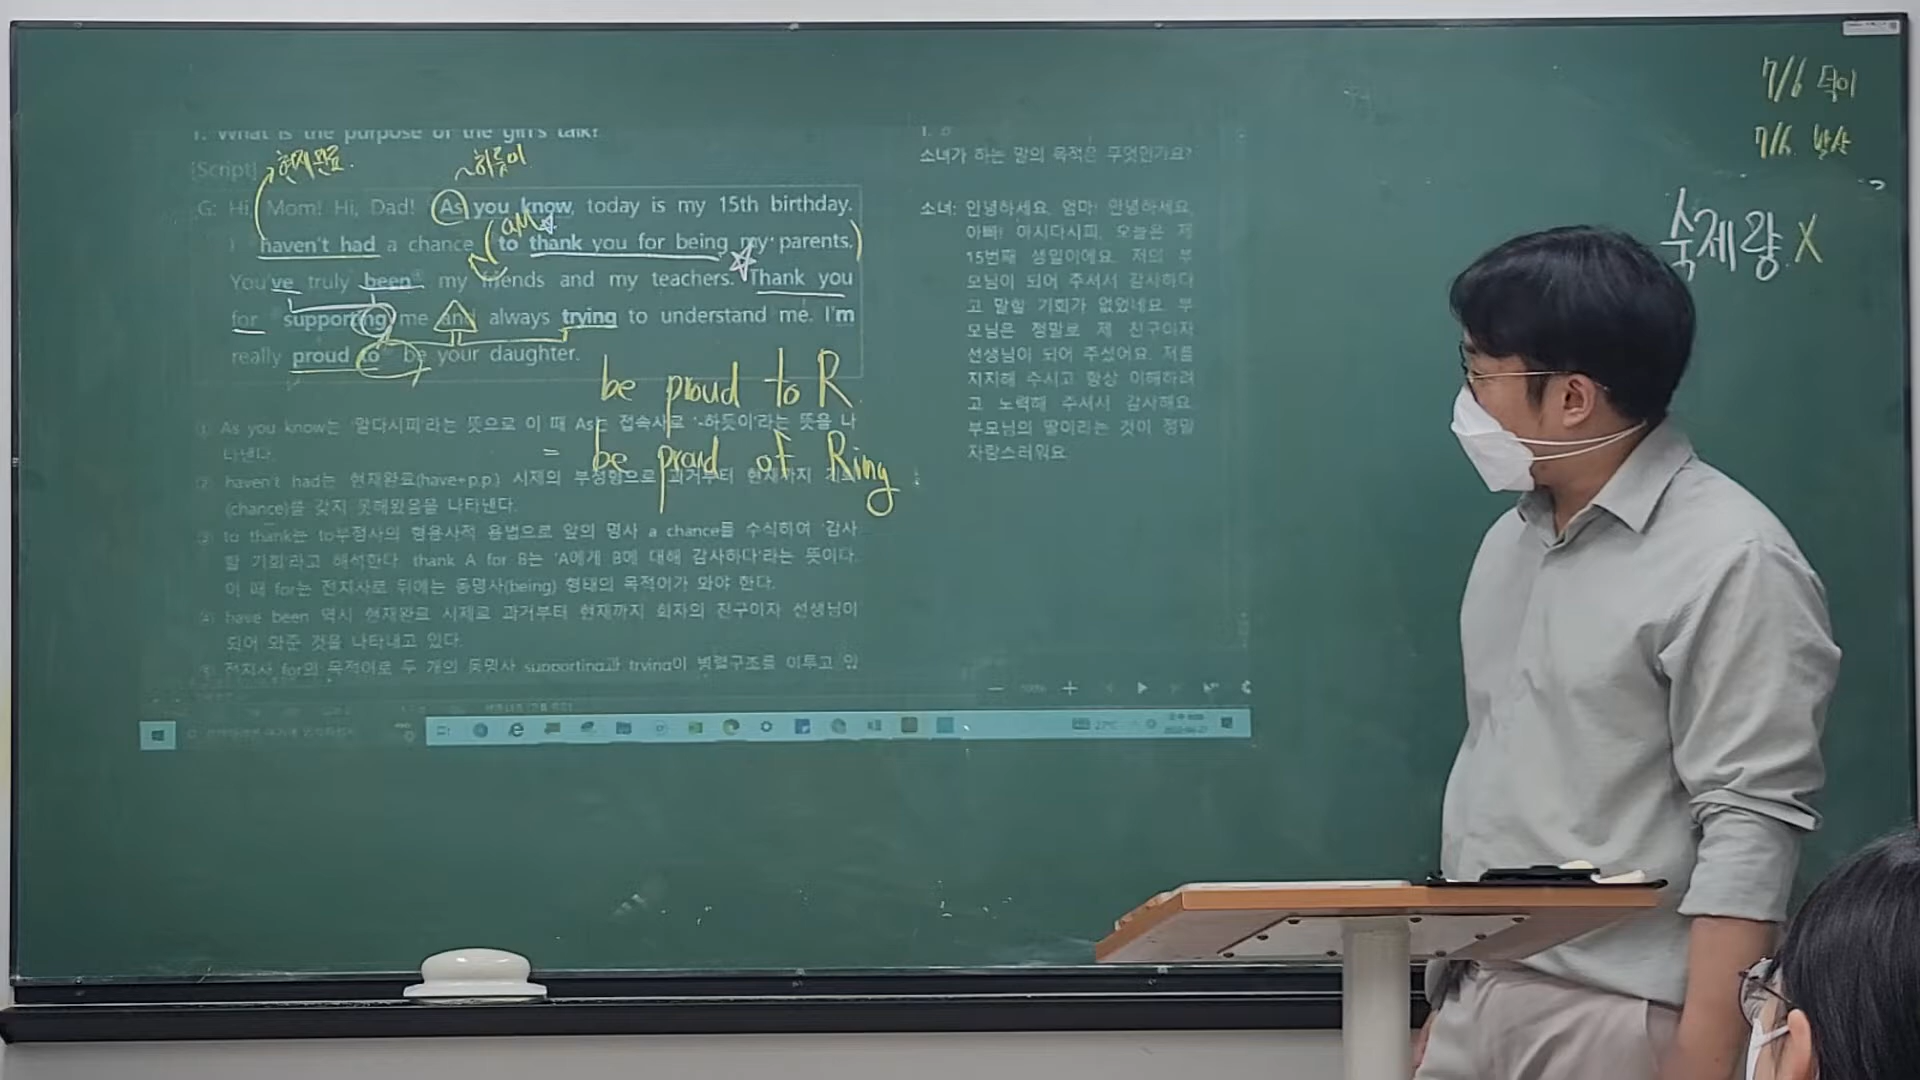 1. What is the purpose of the girl's talk?
[Script]
현재완료.
~하듯이
G: Hi, Mom! Hi, Dad! As you know, today is my 15th birthday.
I haven't had a chance to thank you for being my parents.
You've truly been my friends and my teachers. Thank you
for supporting me and always trying to understand me. I'm
really proud to be your daughter.
be proud to R
= be proud of Ring
① As you know는 '알다시피'라는 뜻으로 이 때 As는 접속사로 '~하듯이'라는 뜻을 나
타낸다.
② haven't had는 현재완료(have+p.p.) 시제의 부정형으로 과거부터 현재까지 기회
(chance)를 갖지 못해왔음을 나타낸다.
③ to thank는 to부정사의 형용사적 용법으로 앞의 명사 a chance를 수식하여 '감사
할 기회'라고 해석한다. thank A for B는 'A에게 B에 대해 감사하다'라는 뜻이다.
이 때 for는 전치사로 뒤에는 동명사(being) 형태의 목적어가 와야 한다.
④ have been 역시 현재완료 시제로 과거부터 현재까지 화자의 친구이자 선생님이
되어 와준 것을 나타내고 있다.
⑤ 전치사 for의 목적어로 두 개의 동명사 supporting과 trying이 병렬구조를 이루고 있
1.
소녀가 하는 말의 목적은 무엇인가요?
소녀: 안녕하세요, 엄마! 안녕하세요,
아빠! 아시다시피, 오늘은 제
15번째 생일이에요. 저의 부
모님이 되어 주셔서 감사하다
고 말할 기회가 없었네요. 부
모님은 정말로 제 친구이자
선생님이 되어 주셨어요. 저를
지지해 주시고 항상 이해하려
고 노력해 주셔서 감사해요.
부모님의 딸이라는 것이 정말
자랑스러워요.
7/6
7/6
숙제량 X
27°C